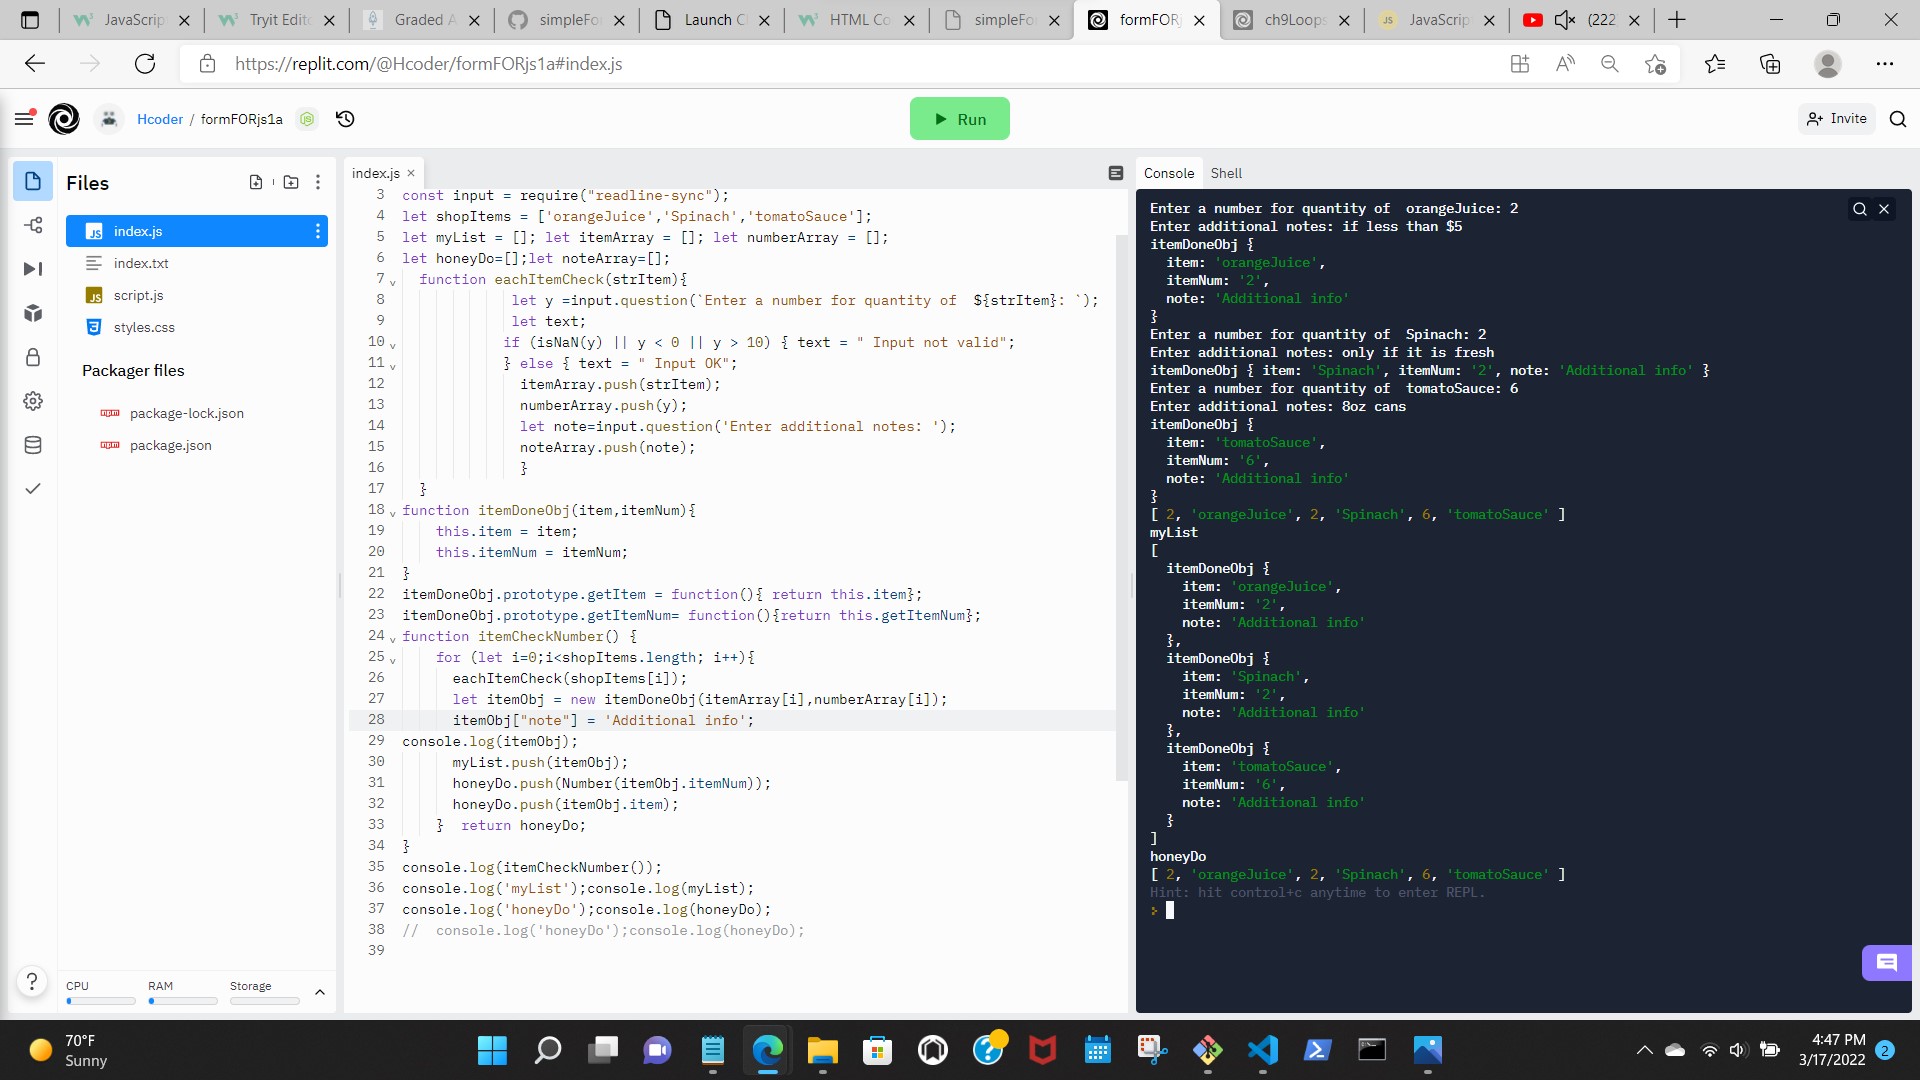 JavaScrip
Tryit Edito
Graded A
simpleFo
Launch C
HTML Co
simpleFo
formFORj
ch9Loops
JavaScrip
(222
https://replit.com/@Hcoder/formFORjs1a#index.js
Hcoder / formFORjs1a
Run
Invite
Files
index.js
index.txt
script.js
styles.css
Packager files
package-lock.json
package.json
CPU
RAM
Storage
index.js
3 const input = require("readline-sync");
4 let shopItems = ['orangeJuice','Spinach','tomatoSauce'];
5 let myList = []; let itemArray = []; let numberArray = [];
6 let honeyDo=[];let noteArray=[];
7 function eachItemCheck(strItem){
8 let y =input.question(`Enter a number for quantity of  ${strItem}: `);
9 let text;
10 if (isNaN(y) || y < 0 || y > 10) { text = " Input not valid";
11 } else { text = " Input OK";
12 itemArray.push(strItem);
13 numberArray.push(y);
14 let note=input.question('Enter additional notes: ');
15 noteArray.push(note);
16 }
17 }
18 function itemDoneObj(item,itemNum){
19 this.item = item;
20 this.itemNum = itemNum;
21 }
22 itemDoneObj.prototype.getItem = function(){ return this.item};
23 itemDoneObj.prototype.getItemNum= function(){return this.getItemNum};
24 function itemCheckNumber() {
25 for (let i=0;i<shopItems.length; i++){
26 eachItemCheck(shopItems[i]);
27 let itemObj = new itemDoneObj(itemArray[i],numberArray[i]);
28 itemObj["note"] = 'Additional info';
29 console.log(itemObj);
30 myList.push(itemObj);
31 honeyDo.push(Number(itemObj.itemNum));
32 honeyDo.push(itemObj.item);
33 }  return honeyDo;
34 }
35 console.log(itemCheckNumber());
36 console.log('myList');console.log(myList);
37 console.log('honeyDo');console.log(honeyDo);
38 //  console.log('honeyDo');console.log(honeyDo);
39
Console
Shell
Enter a number for quantity of  orangeJuice: 2
Enter additional notes: if less than $5
itemDoneObj {
item: 'orangeJuice',
itemNum: '2',
note: 'Additional info'
}
Enter a number for quantity of  Spinach: 2
Enter additional notes: only if it is fresh
itemDoneObj { item: 'Spinach', itemNum: '2', note: 'Additional info' }
Enter a number for quantity of  tomatoSauce: 6
Enter additional notes: 8oz cans
itemDoneObj {
item: 'tomatoSauce',
itemNum: '6',
note: 'Additional info'
}
[ 2, 'orangeJuice', 2, 'Spinach', 6, 'tomatoSauce' ]
myList
[
itemDoneObj {
item: 'orangeJuice',
itemNum: '2',
note: 'Additional info'
},
itemDoneObj {
item: 'Spinach',
itemNum: '2',
note: 'Additional info'
},
itemDoneObj {
item: 'tomatoSauce',
itemNum: '6',
note: 'Additional info'
}
]
honeyDo
[ 2, 'orangeJuice', 2, 'Spinach', 6, 'tomatoSauce' ]
Hint: hit control+c anytime to enter REPL.
70°F
Sunny
4:47 PM
3/17/2022
2